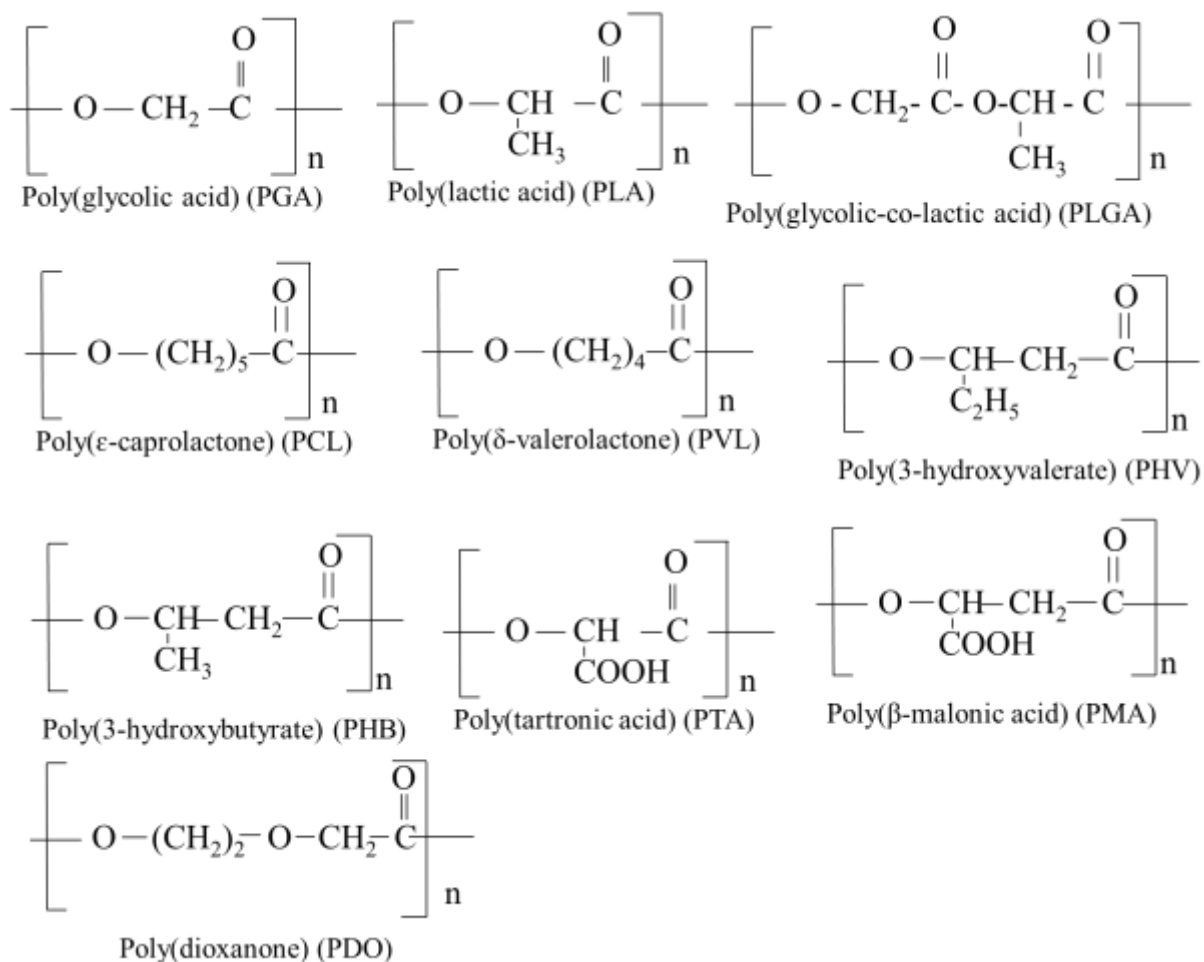 O O O O
O — CH₂ — C O — CH — C O - CH₂- C- O-CH - C
CH₃ CH₃
n n n
Poly(glycolic acid) (PGA) Poly(lactic acid) (PLA) Poly(glycolic-co-lactic acid) (PLGA)
O O O
O — (CH₂)₅— C O — (CH₂)₄— C O — CH— CH₂— C
C₂H₅
n n n
Poly(ε-caprolactone) (PCL) Poly(δ-valerolactone) (PVL) Poly(3-hydroxyvalerate) (PHV)
O O O
O — CH— CH₂ — C O — CH — C O — CH— CH₂— C
CH₃ COOH COOH
n n n
Poly(3-hydroxybutyrate) (PHB) Poly(tartronic acid) (PTA) Poly(β-malonic acid) (PMA)
O
O — (CH₂)₂— O — CH₂ — C
n
Poly(dioxanone) (PDO)